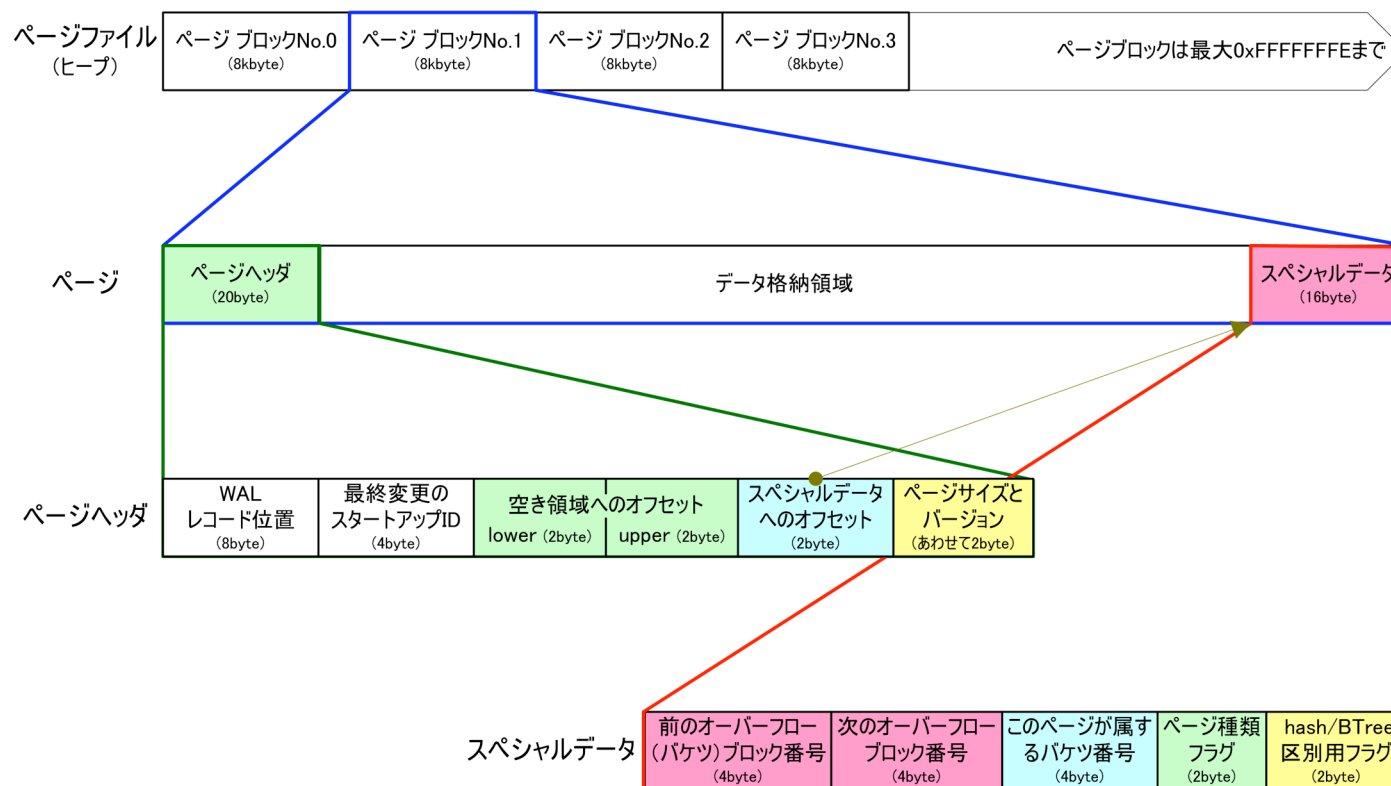 ページファイル
(ヒープ)
ページ ブロックNo.0
(8kbyte)
ページ ブロックNo.1
(8kbyte)
ページ ブロックNo.2
(8kbyte)
ページ ブロックNo.3
(8kbyte)
ページブロックは最大0xFFFFFFFEまで
ページ
ページヘッダ
(20byte)
データ格納領域
スペシャルデータ
(16byte)
ページヘッダ
WAL
レコード位置
(8byte)
最終変更の
スタートアップID
(4byte)
空き領域へのオフセット
lower (2byte)
upper (2byte)
スペシャルデータ
へのオフセット
(2byte)
ページサイズと
バージョン
(あわせて2byte)
スペシャルデータ
前のオーバーフロー
(バケツ)ブロック番号
(4byte)
次のオーバーフロー
ブロック番号
(4byte)
このページが属す
るバケツ番号
(4byte)
ページ種類
フラグ
(2byte)
hash/BTree
区別用フラグ
(2byte)